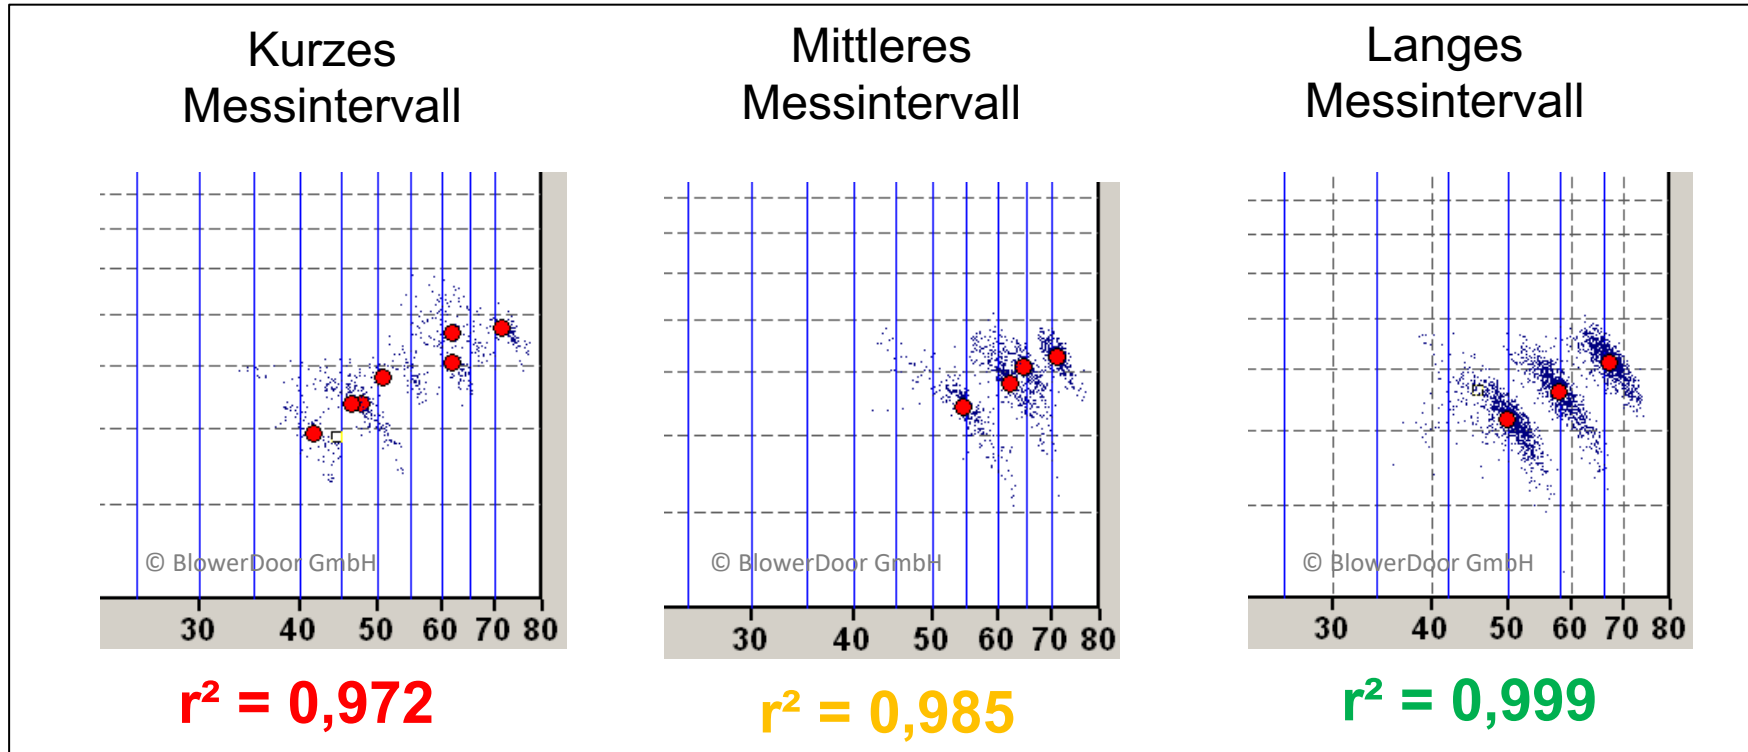 Kurzes
Messintervall
© BlowerDoor GmbH
30 40 50 60 70 80
r² = 0,972
Mittleres
Messintervall
© BlowerDoor GmbH
30 40 50 60 70 80
r² = 0,985
Langes
Messintervall
© BlowerDoor GmbH
30 40 50 60 70 80
r² = 0,999